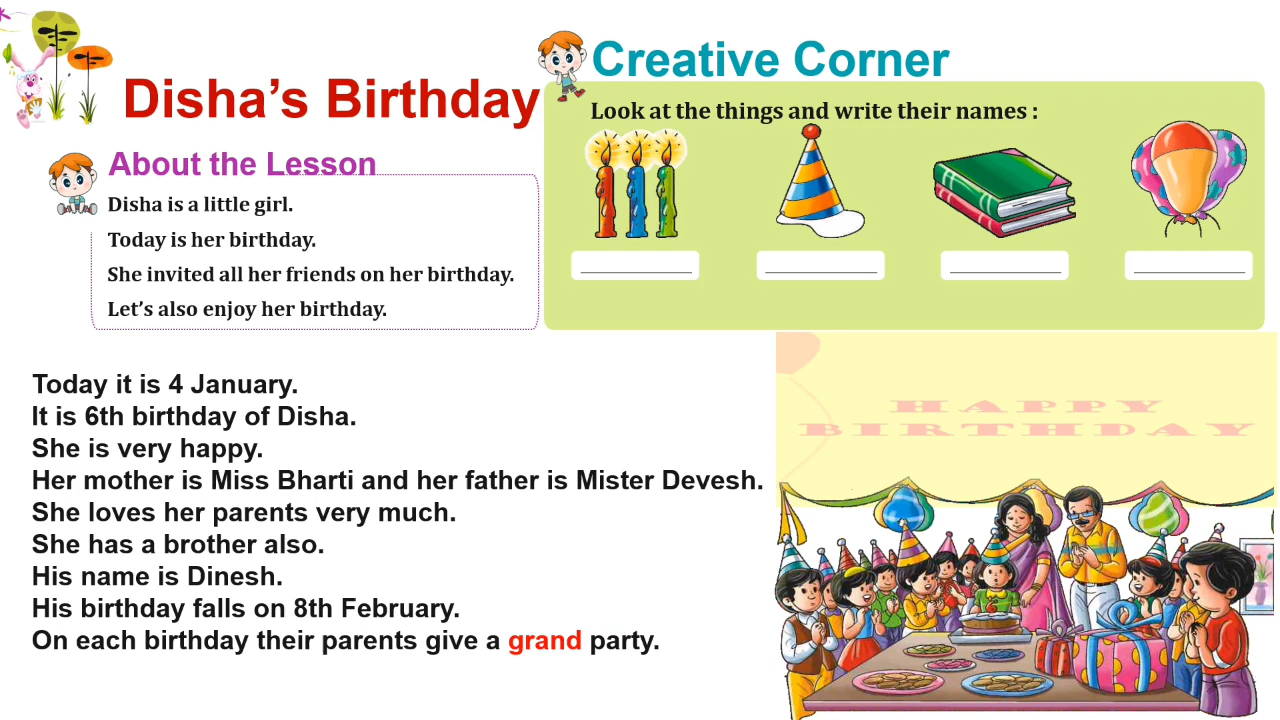 Disha’s Birthday
About the Lesson
Disha is a little girl.
Today is her birthday.
She invited all her friends on her birthday.
Let’s also enjoy her birthday.
Creative Corner
Look at the things and write their names :
Today it is 4 January.
It is 6th birthday of Disha.
She is very happy.
Her mother is Miss Bharti and her father is Mister Devesh.
She loves her parents very much.
She has a brother also.
His name is Dinesh.
His birthday falls on 8th February.
On each birthday their parents give a grand party.
HAPPY
BIRTHDAY